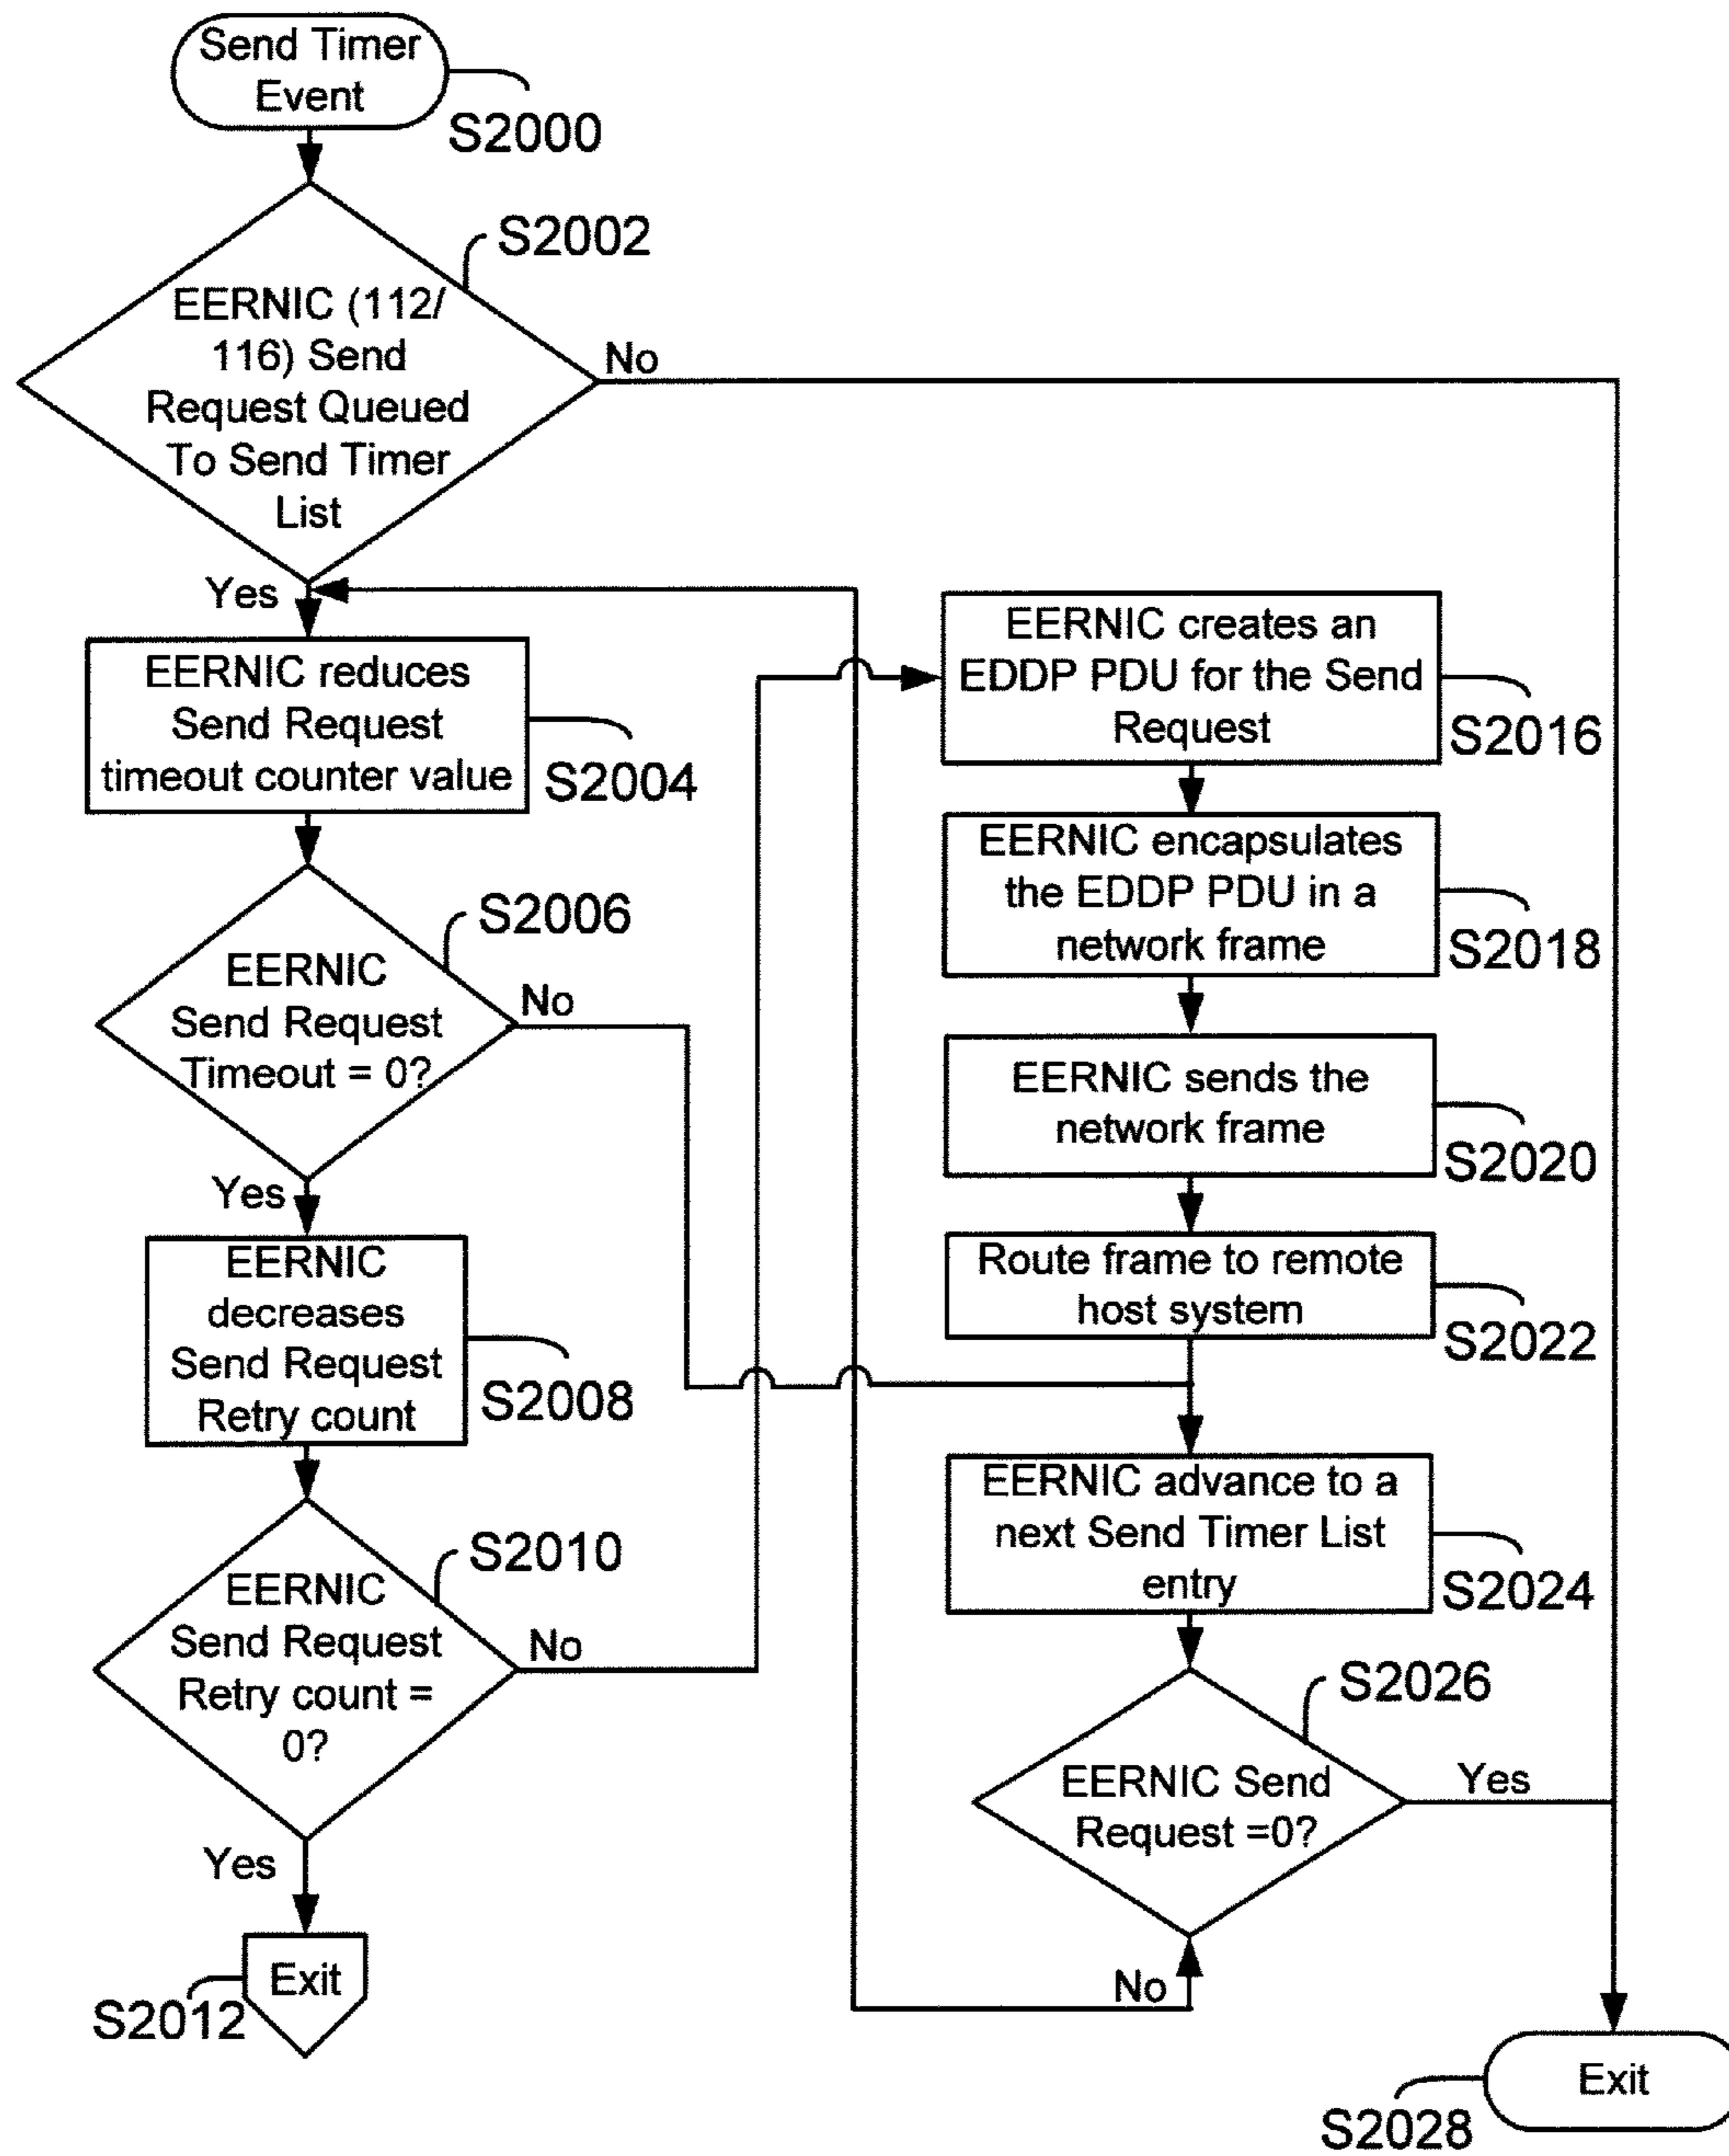 Send Timer
Event
S2000
S2002
EERNIC (112/
116) Send
Request Queued
To Send Timer
List
No
Yes
EERNIC reduces
Send Request
timeout counter value
S2004
S2006
EERNIC
Send Request
Timeout = 0?
No
Yes
EERNIC
decreases
Send Request
Retry count
S2008
S2010
EERNIC
Send Request
Retry count =
0?
No
Yes
Exit
S2012
EERNIC creates an
EDDP PDU for the Send
Request
S2016
EERNIC encapsulates
the EDDP PDU in a
network frame
S2018
EERNIC sends the
network frame
S2020
Route frame to remote
host system
S2022
EERNIC advance to a
next Send Timer List
entry
S2024
S2026
EERNIC Send
Request =0?
Yes
No
Exit
S2028